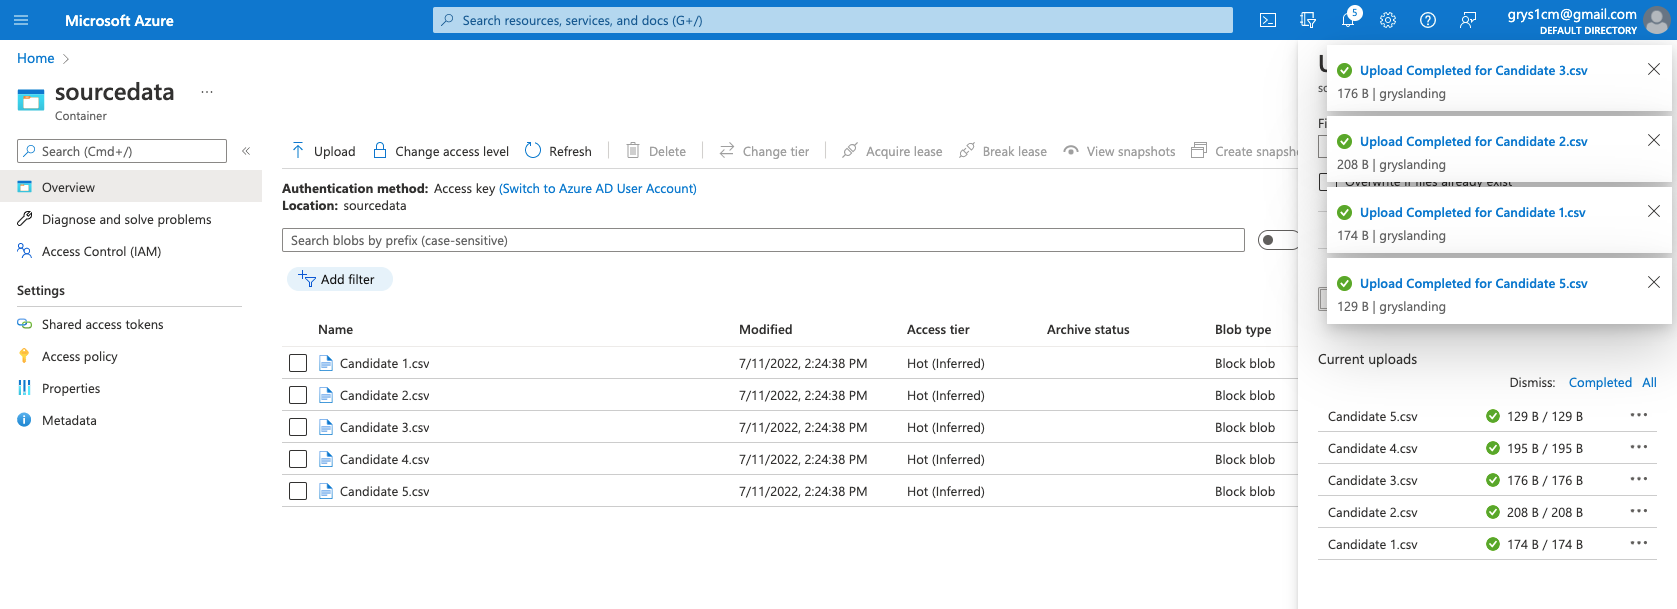 Microsoft Azure
Search resources, services, and docs (G+/)
5
grys1cm@gmail.com
DEFAULT DIRECTORY
Home
sourcedata
...
Container
Search (Cmd+/)
«
Overview
Diagnose and solve problems
Access Control (IAM)
Settings
Shared access tokens
Access policy
Properties
Metadata
Upload
Change access level
Refresh
Delete
Change tier
Acquire lease
Break lease
View snapshots
Create snapsh
Authentication method: Access key (Switch to Azure AD User Account)
Location: sourcedata
Search blobs by prefix (case-sensitive)
Add filter
Name Modified Access tier Archive status Blob type
Candidate 1.csv 7/11/2022, 2:24:38 PM Hot (Inferred) Block blob
Candidate 2.csv 7/11/2022, 2:24:38 PM Hot (Inferred) Block blob
Candidate 3.csv 7/11/2022, 2:24:38 PM Hot (Inferred) Block blob
Candidate 4.csv 7/11/2022, 2:24:38 PM Hot (Inferred) Block blob
Candidate 5.csv 7/11/2022, 2:24:38 PM Hot (Inferred) Block blob
Upload Completed for Candidate 3.csv
176 B | gryslanding
Upload Completed for Candidate 2.csv
208 B | gryslanding
Overwrite if files already exist
Upload Completed for Candidate 1.csv
174 B | gryslanding
Upload Completed for Candidate 5.csv
129 B | gryslanding
Current uploads
Dismiss: Completed All
Candidate 5.csv 129 B / 129 B ...
Candidate 4.csv 195 B / 195 B ...
Candidate 3.csv 176 B / 176 B ...
Candidate 2.csv 208 B / 208 B ...
Candidate 1.csv 174 B / 174 B ...